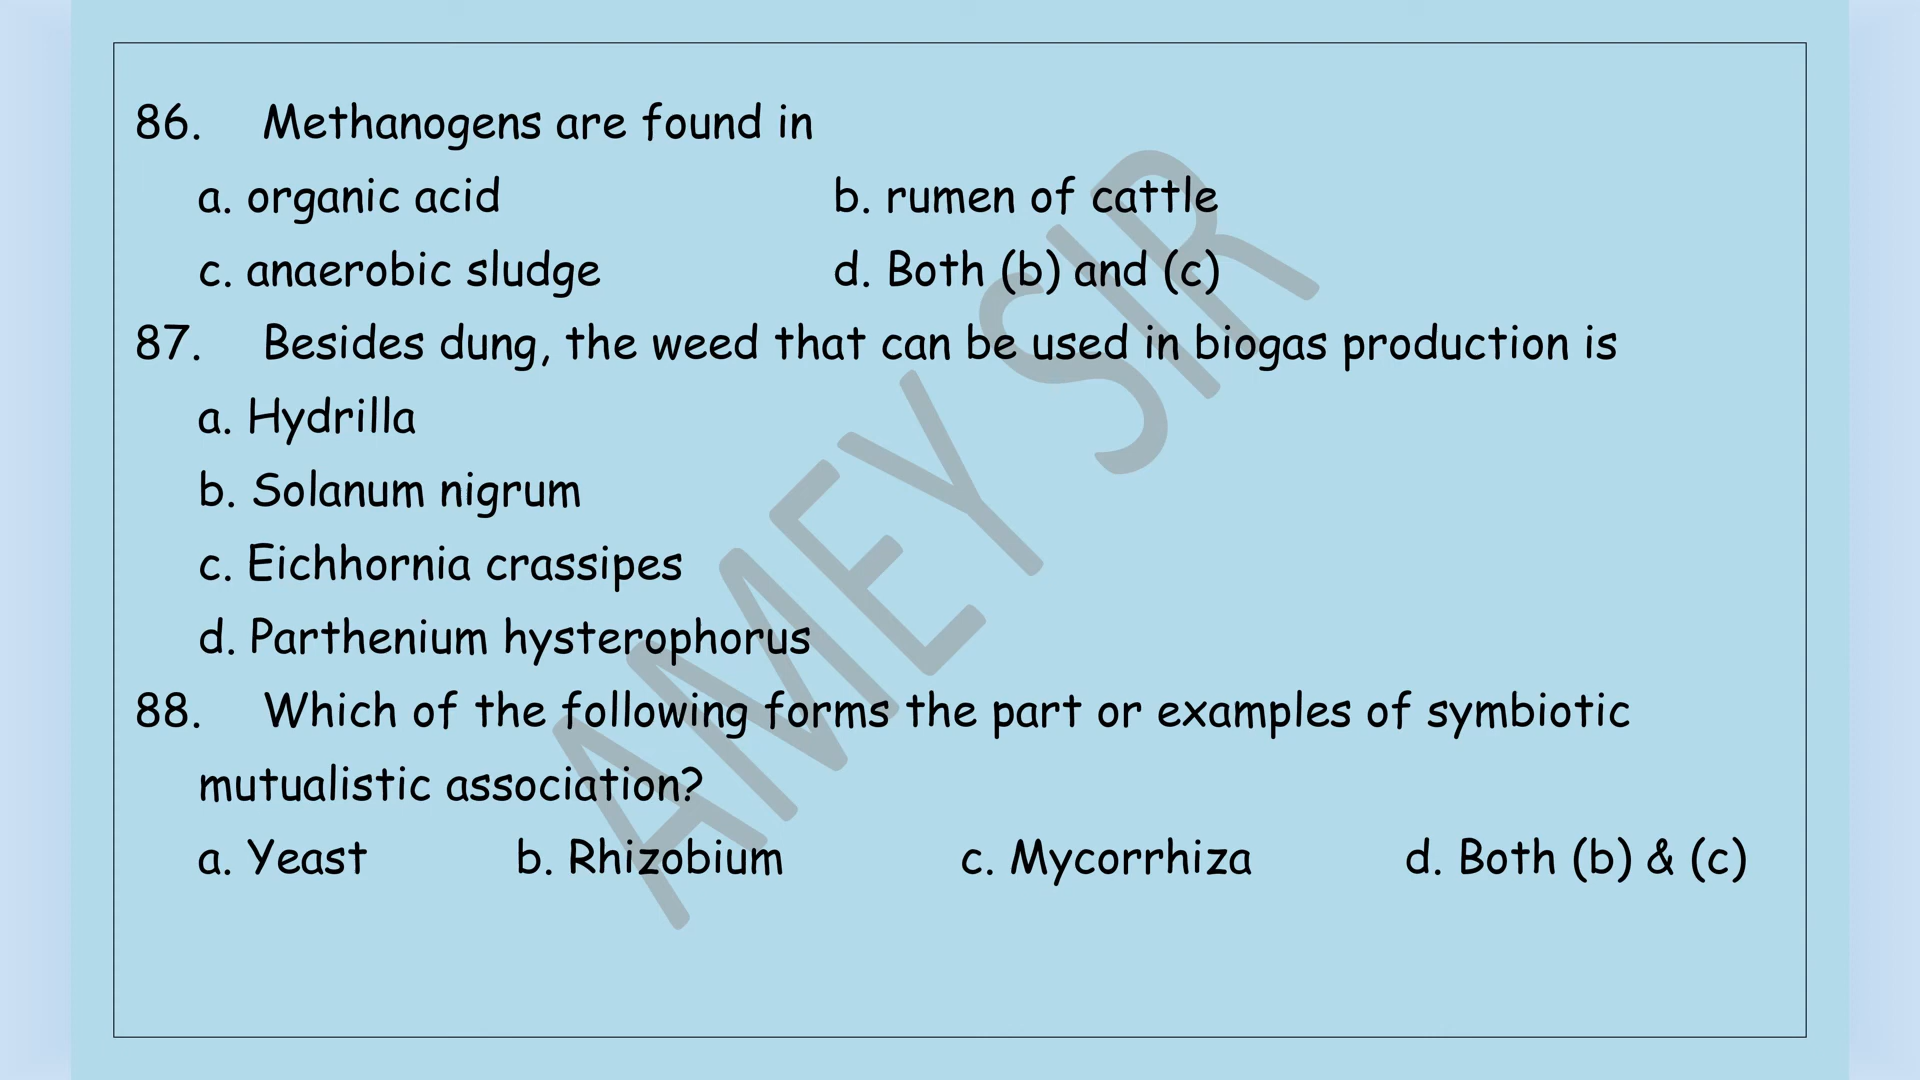 86. Methanogens are found in
a. organic acid b. rumen of cattle
c. anaerobic sludge d. Both (b) and (c)
87. Besides dung, the weed that can be used in biogas production is
a. Hydrilla
b. Solanum nigrum
c. Eichhornia crassipes
d. Parthenium hysterophorus
88. Which of the following forms the part or examples of symbiotic
mutualistic association?
a. Yeast b. Rhizobium c. Mycorrhiza d. Both (b) & (c)
AMEY SIR